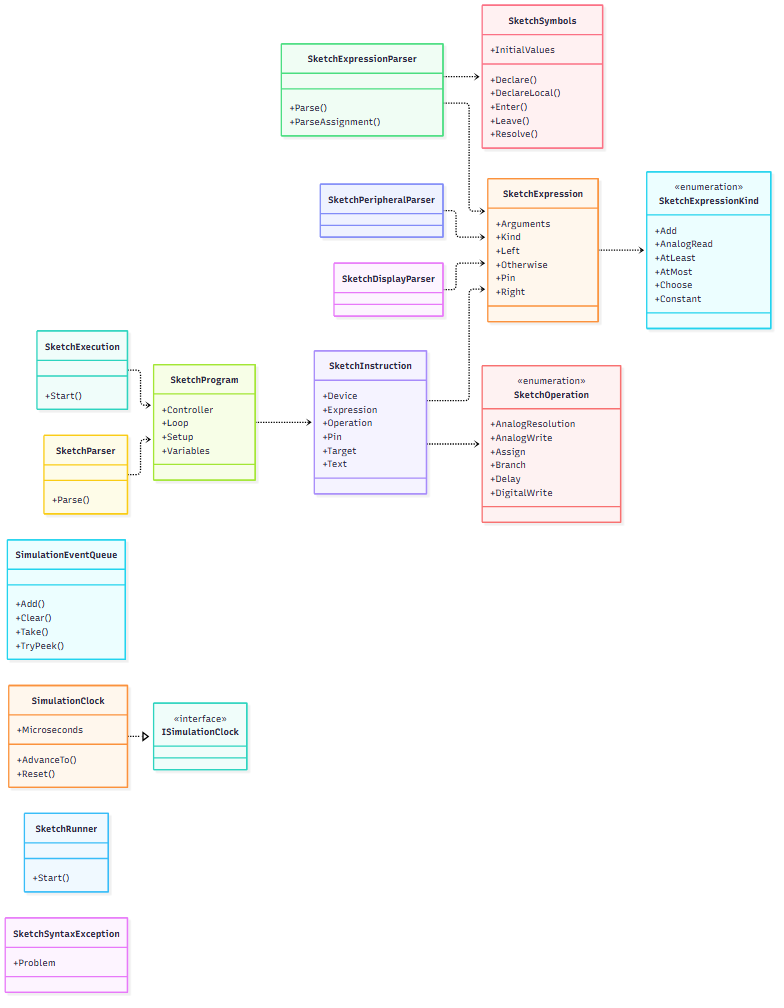 SketchSymbols
+InitialValues
+Declare()
+DeclareLocal()
+Enter()
+Leave()
+Resolve()
SketchExpressionParser
+Parse()
+ParseAssignment()
SketchPeripheralParser
SketchExpression
+Arguments
+Kind
+Left
+Otherwise
+Pin
+Right
«enumeration»
SketchExpressionKind
+Add
+AnalogRead
+AtLeast
+AtMost
+Choose
+Constant
SketchDisplayParser
SketchExecution
+Start()
SketchProgram
+Controller
+Loop
+Setup
+Variables
SketchInstruction
+Device
+Expression
+Operation
+Pin
+Target
+Text
«enumeration»
SketchOperation
+AnalogResolution
+AnalogWrite
+Assign
+Branch
+Delay
+DigitalWrite
SketchParser
+Parse()
SimulationEventQueue
+Add()
+Clear()
+Take()
+TryPeek()
SimulationClock
+Microseconds
+AdvanceTo()
+Reset()
«interface»
ISimulationClock
SketchRunner
+Start()
SketchSyntaxException
+Problem